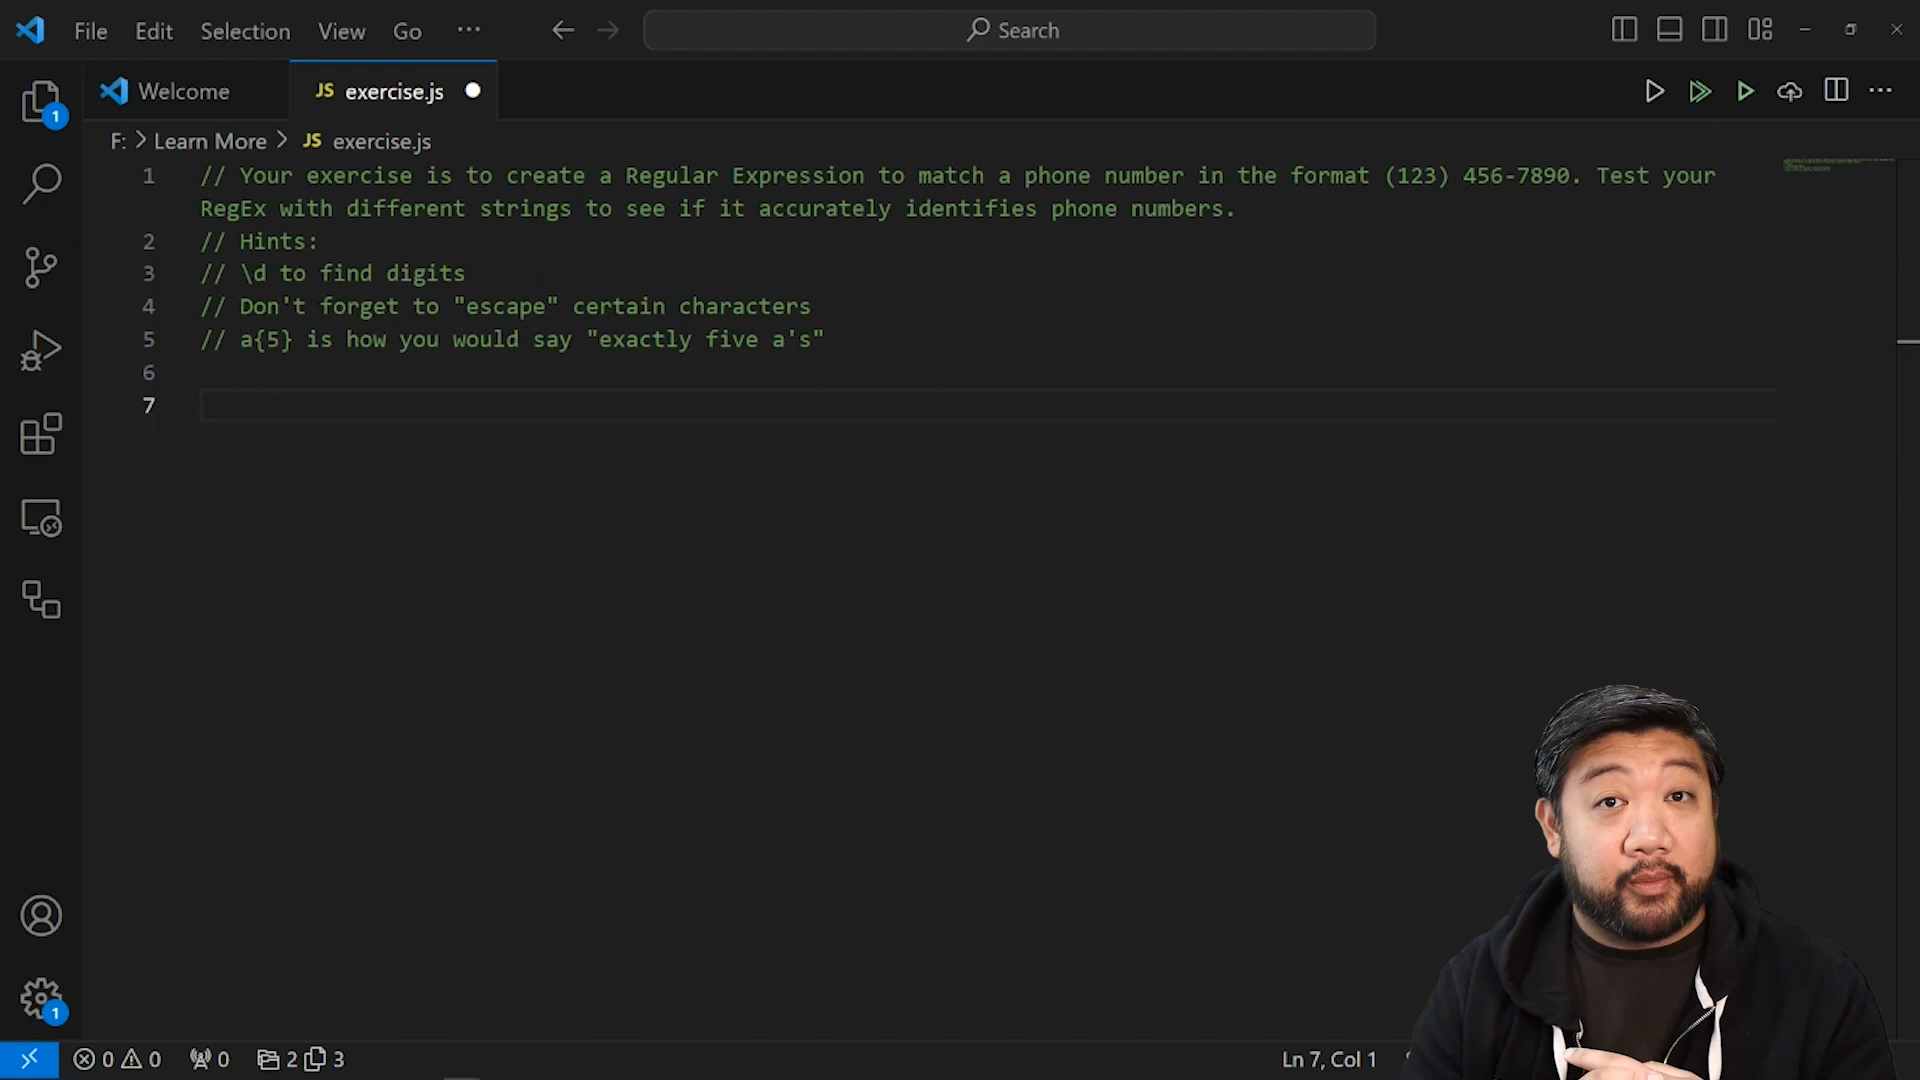 File Edit Selection View Go ··· Search
Welcome JS exercise.js
F: > Learn More > JS exercise.js
1 // Your exercise is to create a Regular Expression to match a phone number in the format (123) 456-7890. Test your
RegEx with different strings to see if it accurately identifies phone numbers.
2 // Hints:
3 // \d to find digits
4 // Don't forget to "escape" certain characters
5 // a{5} is how you would say "exactly five a's"
6
7
1
1
0 0 0 2 3 Ln 7, Col 1